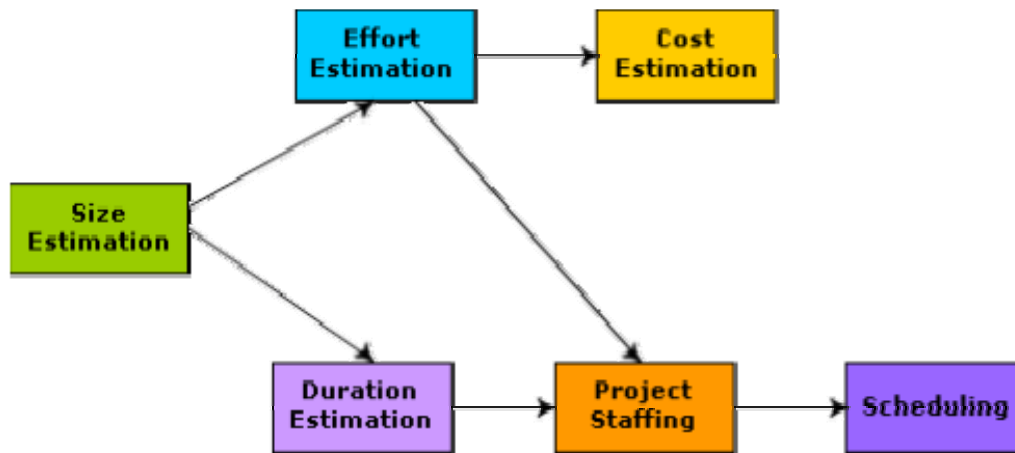 Effort
Estimation
Cost
Estimation
Size
Estimation
Duration
Estimation
Project
Staffing
Scheduling